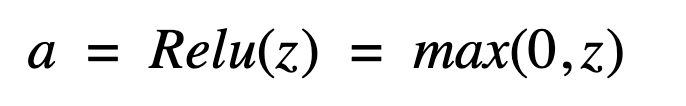 a = Relu(z) = max(0,z)